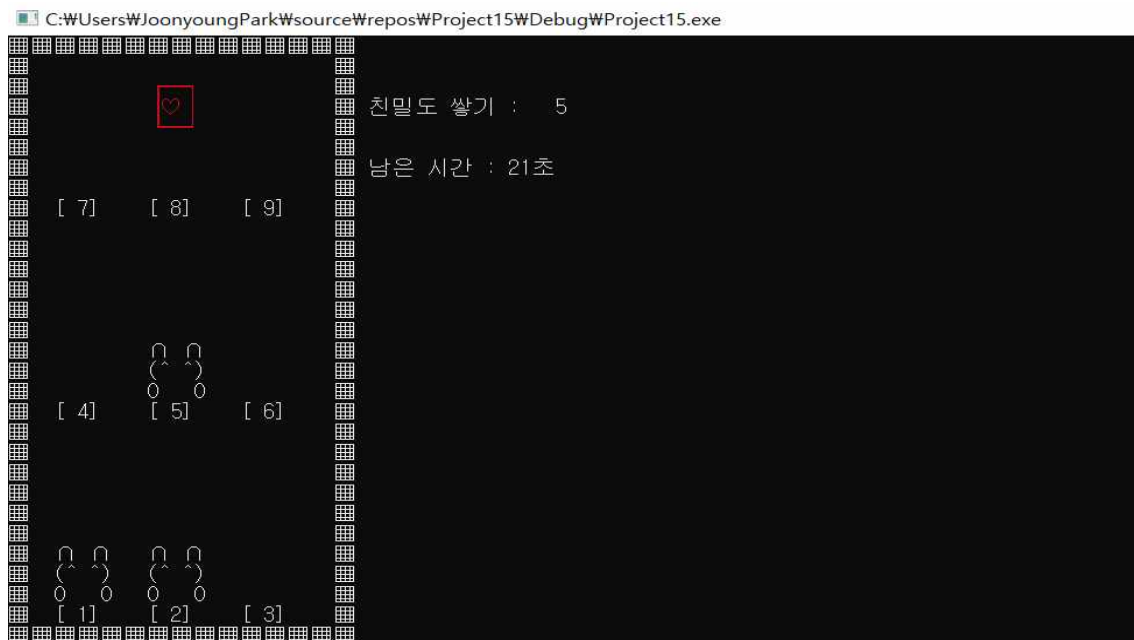 C:₩Users₩JoonyoungPark₩source₩repos₩Project15₩Debug₩Project15.exe
♡
친밀도 쌓기 : 5
남은 시간 : 21초
[ 7] [ 8] [ 9]
∩ ∩
(^ ^)
O O
[ 4] [ 5] [ 6]
∩ ∩ ∩ ∩
(^ ^) (^ ^)
O O O O
[ 1] [ 2] [ 3]